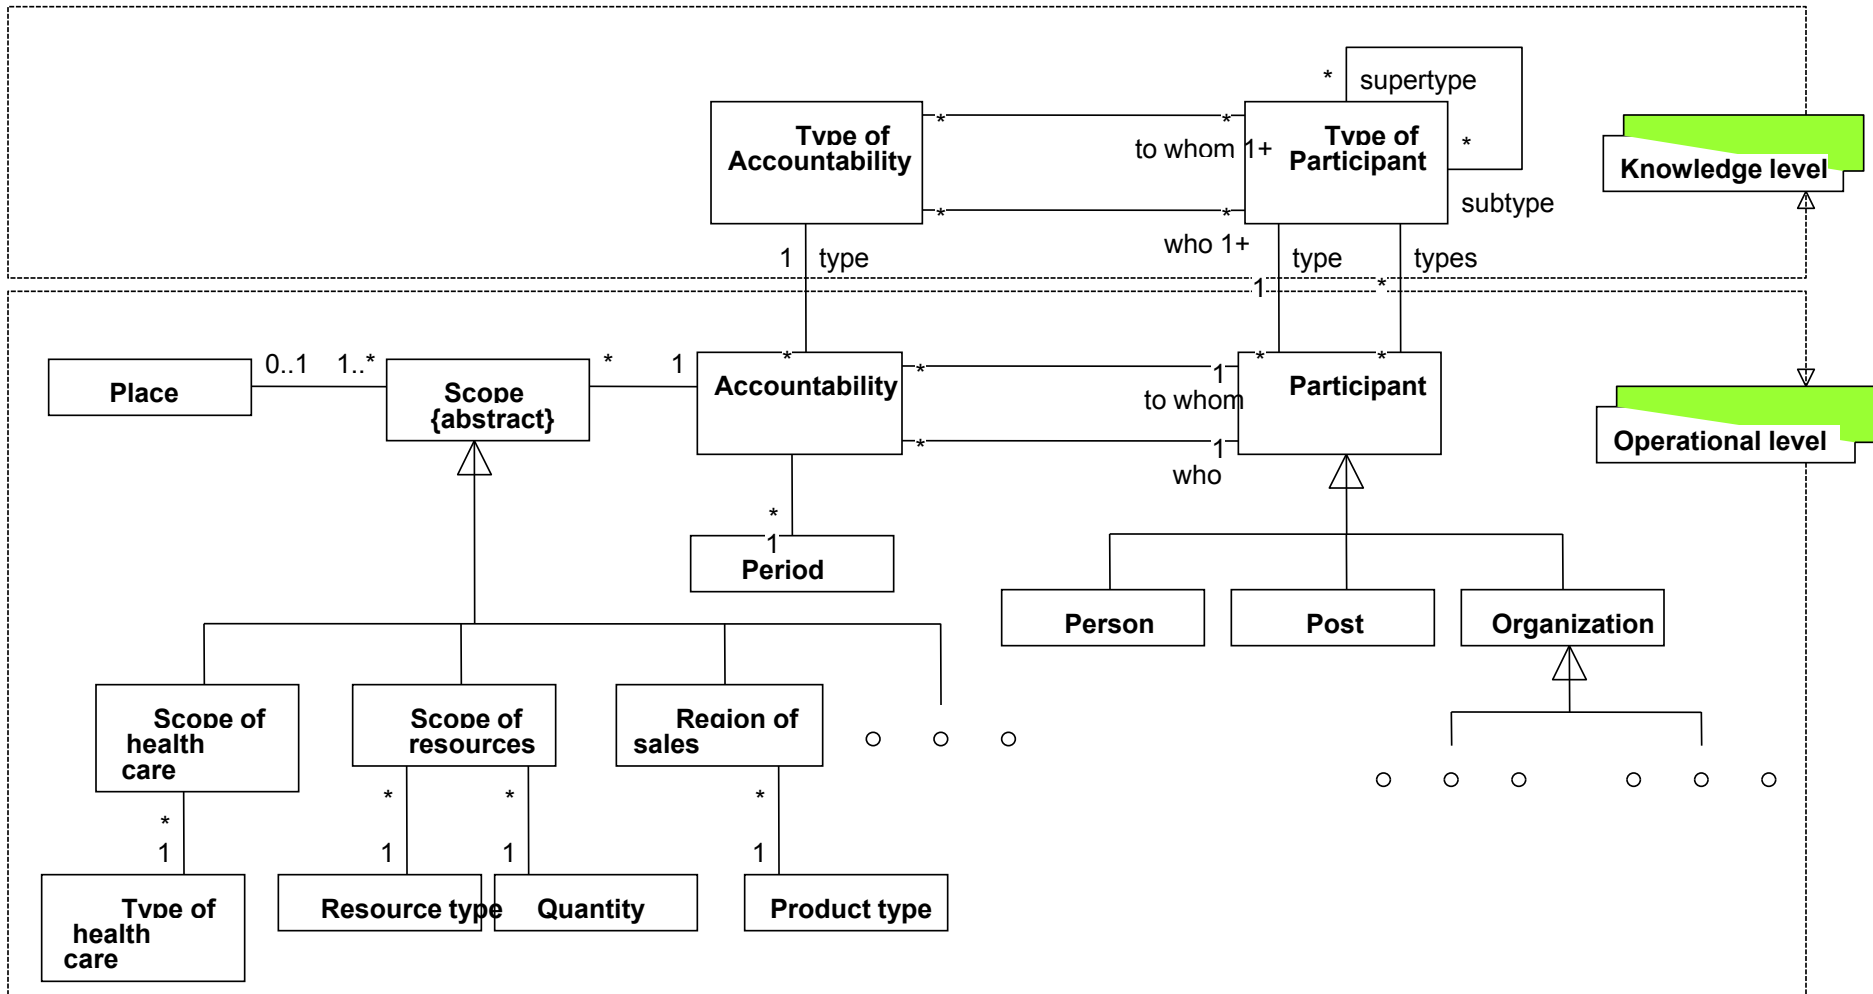 * supertype
Type of
Accountability
*
*
to whom 1+
Type of
Participant
*
subtype
*
*
who 1+
Knowledge level
1 type
type
types
1
*
Place
0..1
1..*
Scope
{abstract}
*
1
*
Accountability
*
1
to whom
*
*
Participant
*
1
who
Operational level
*
1
Period
Person
Post
Organization
Scope of
health
care
Scope of
resources
Region of
sales
*
1
*
1
*
1
*
1
Type of
health
care
Resource type
Quantity
Product type